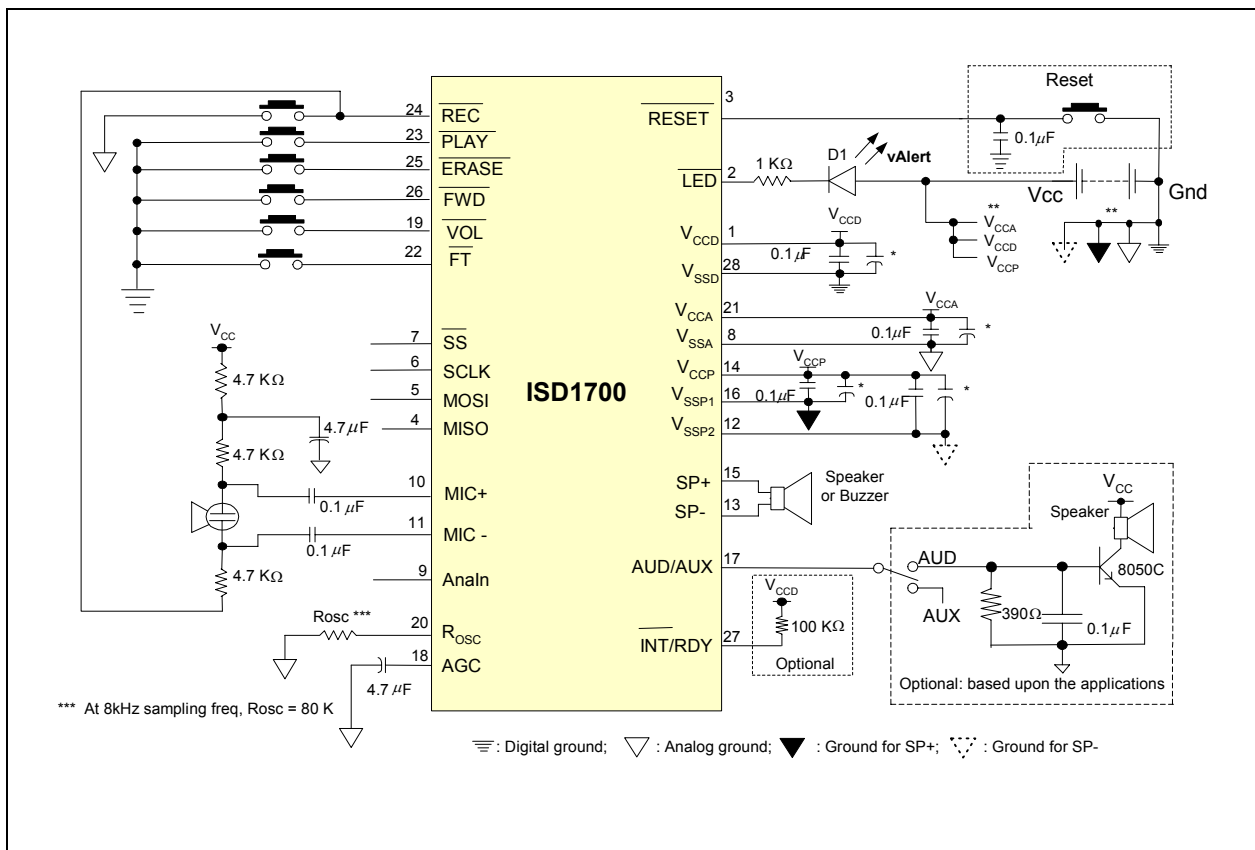 Reset
3
24 REC
RESET
0.1µF
23 PLAY
25 ERASE
D1
vAlert
1 KΩ
2 LED
26 FWD
Vcc
Gnd
**
**
VCCA
VCCD
VCCP
19 VOL
VCCD
VCCD 1
0.1µF
*
22 FT
VSSD 28
VCCA
VCCA 21
0.1µF
*
VCC
7 SS
VSSA 8
6 SCLK
4.7 KΩ
VCCP
VCCP 14
ISD1700
5 MOSI
VSSP1 16
0.1µF
*
0.1µF
*
4 MISO
4.7µF
VSSP2 12
4.7 KΩ
10 MIC+
0.1µF
SP+ 15
Speaker
or Buzzer
SP- 13
11 MIC -
0.1µF
VCC
Speaker
8050C
AUD/AUX 17
AUD
AUX
9 AnaIn
4.7 KΩ
VCCD
100 KΩ
INT/RDY 27
Optional
390Ω
0.1µF
Optional: based upon the applications
Rosc ***
20 ROSC
18 AGC
4.7 µF
*** At 8kHz sampling freq, Rosc = 80 K
: Digital ground; : Analog ground; : Ground for SP+; : Ground for SP-